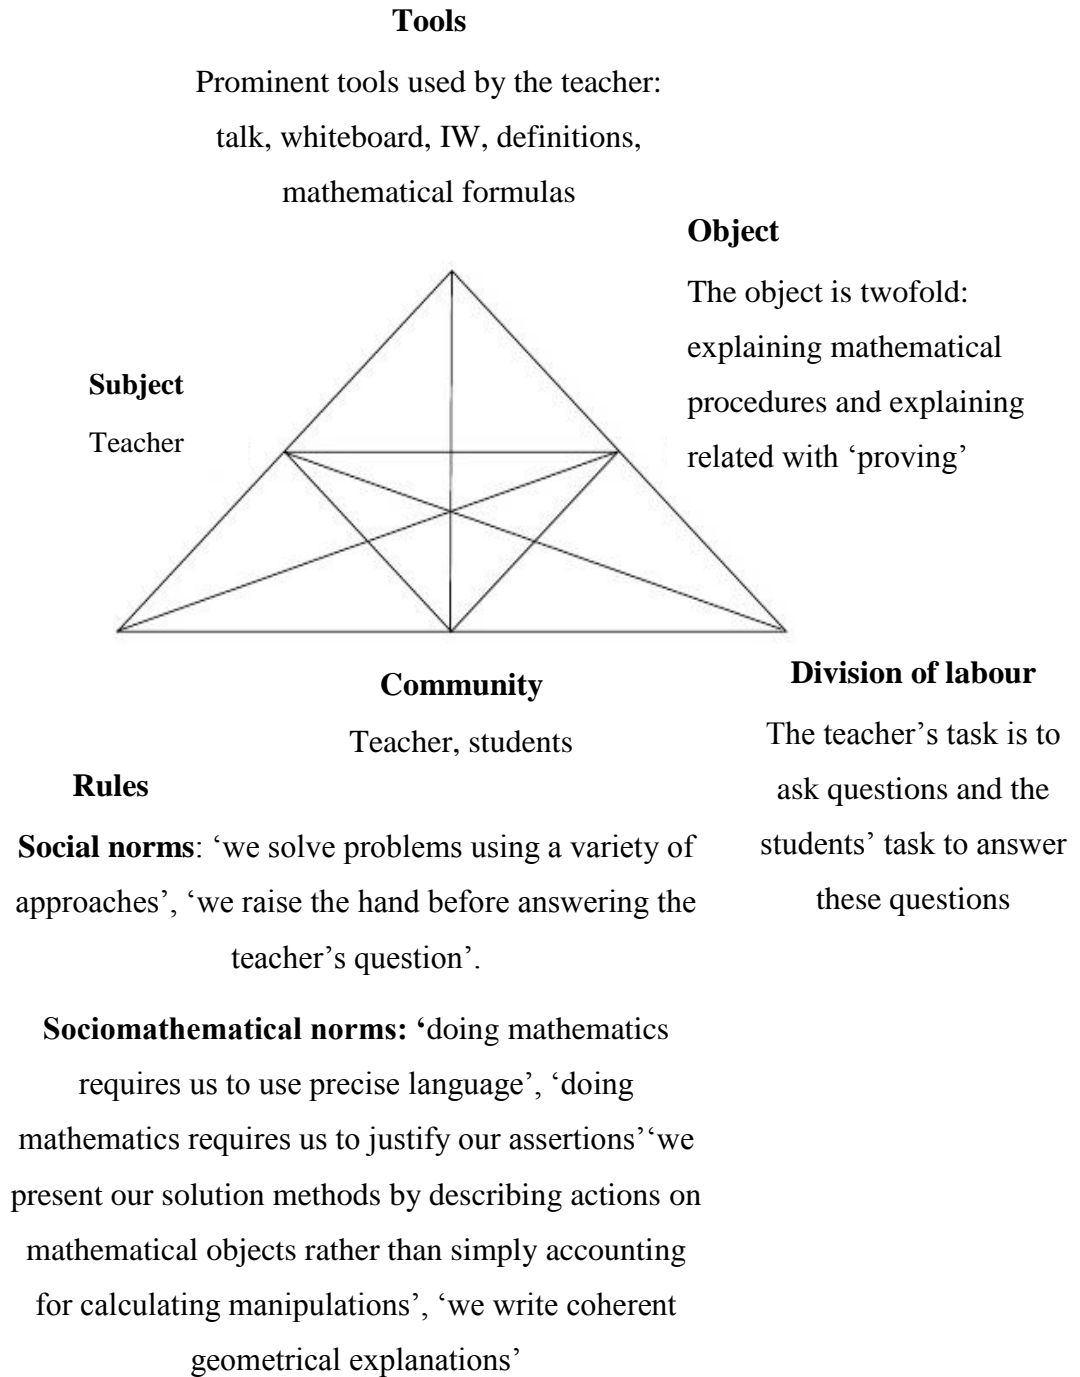 Tools
Prominent tools used by the teacher:
talk, whiteboard, IW, definitions,
mathematical formulas
Object
The object is twofold:
explaining mathematical
procedures and explaining
related with ‘proving’
Subject
Teacher
Community
Teacher, students
Division of labour
The teacher’s task is to
ask questions and the
students’ task to answer
these questions
Rules
Social norms: ‘we solve problems using a variety of
approaches’, ‘we raise the hand before answering the
teacher’s question’.
Sociomathematical norms: ‘doing mathematics
requires us to use precise language’, ‘doing
mathematics requires us to justify our assertions’‘we
present our solution methods by describing actions on
mathematical objects rather than simply accounting
for calculating manipulations’, ‘we write coherent
geometrical explanations’